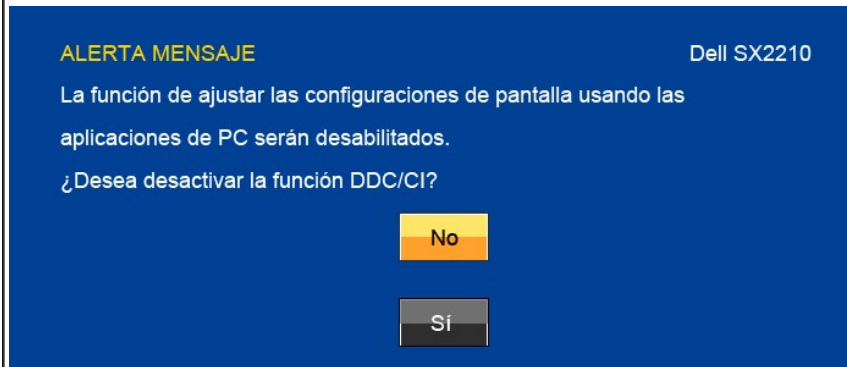 ALERTA MENSAJE Dell SX2210
La función de ajustar las configuraciones de pantalla usando las
aplicaciones de PC serán desabilitados.
¿Desea desactivar la función DDC/CI?
No
Sí